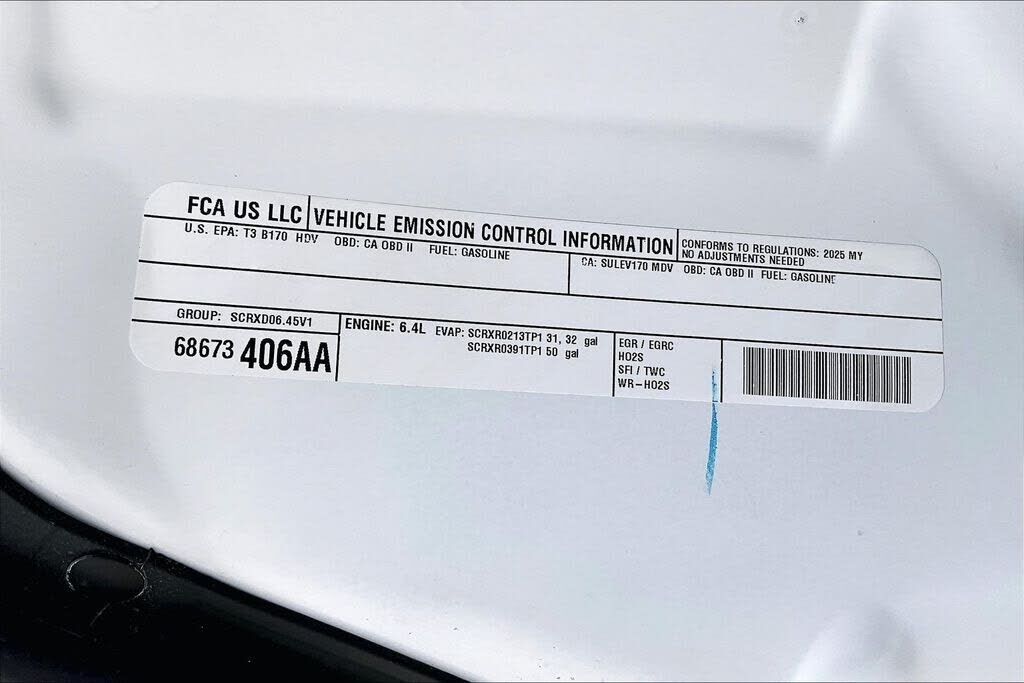 FCA US LLC
VEHICLE EMISSION CONTROL INFORMATION
CONFORMS TO REGULATIONS: 2025 MY
NO ADJUSTMENTS NEEDED
U.S. EPA: T3 B170 HDV OBD: CA OBD II FUEL: GASOLINE
CA: SULEV170 MDV OBD: CA OBD II FUEL: GASOLINE
GROUP: SCRXD06.45V1
68673 406AA
ENGINE: 6.4L EVAP: SCRXR0213TP1 31, 32 gal
SCRXR0391TP1 50 gal
EGR / EGRC
HO2S
SFI / TWC
WR-HO2S